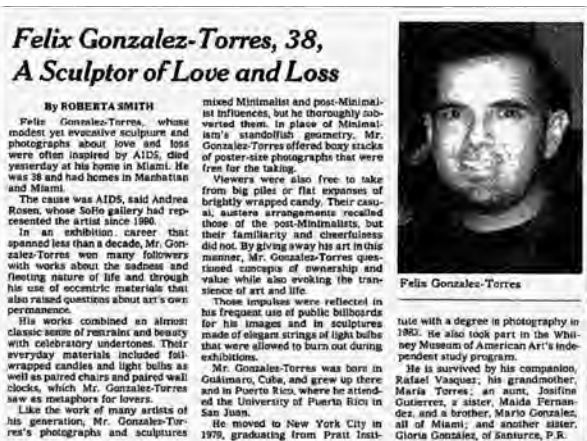 Felix Gonzalez-Torres, 38,
A Sculptor of Love and Loss
By ROBERTA SMITH
Felix Gonzalez-Torres, whose
modest yet evocative sculpture and
photographs about love and loss
were often inspired by AIDS, died
yesterday at his home in Miami. He
was 38 and had homes in Manhattan
and Miami.
The cause was AIDS, said Andrea
Rosen, whose SoHo gallery had rep-
resented the artist since 1990.
In an exhibition career that
spanned less than a decade, Mr. Gon-
zalez-Torres won many followers
with works about the sadness and
fleeting nature of life and through
his use of eccentric materials that
also raised questions about art's own
permanence.
His works combined an almost
classic sense of restraint and beauty
with celebratory undertones. Their
everyday materials included foil-
wrapped candies and light bulbs as
well as paired chairs and paired wall
clocks, which Mr. Gonzalez-Torres
saw as metaphors for lovers.
Like the work of many artists of
his generation, Mr. Gonzalez-Tor-
res's photographs and sculptures
mixed Minimalist and post-Minimal-
ist influences, but he thoroughly sub-
verted them. In place of Minimal-
ism's standoffish geometry, Mr.
Gonzalez-Torres offered boxy stacks
of poster-size photographs that were
free for the taking.
Viewers were also free to take
from big piles or flat expanses of
brightly wrapped candy. Their casu-
al, austere arrangements recalled
those of the post-Minimalists, but
their familiarity and cheerfulness
did not. By giving away his art in this
manner, Mr. Gonzalez-Torres ques-
tioned concepts of ownership and
value while also evoking the tran-
sience of art and life.
Those impulses were reflected in
his frequent use of public billboards
for his images and in sculptures
made of elegant strings of light bulbs
that were allowed to burn out during
exhibitions.
Mr. Gonzalez-Torres was born in
Guáimaro, Cuba, and grew up there
and in Puerto Rico, where he attend-
ed the University of Puerto Rico in
San Juan.
He moved to New York City in
1979, graduating from Pratt Insti-
Felix Gonzalez-Torres
tute with a degree in photography in
1983. He also took part in the Whit-
ney Museum of American Art's inde-
pendent study program.
He is survived by his companion,
Rafael Vasquez; his grandmother,
Maria Torres; an aunt, Josifina
Gutierrez, a sister, Maida Fernan-
dez, and a brother, Mario Gonzalez,
all of Miami; and another sister,
Gloria González, of Santurce, P.R.